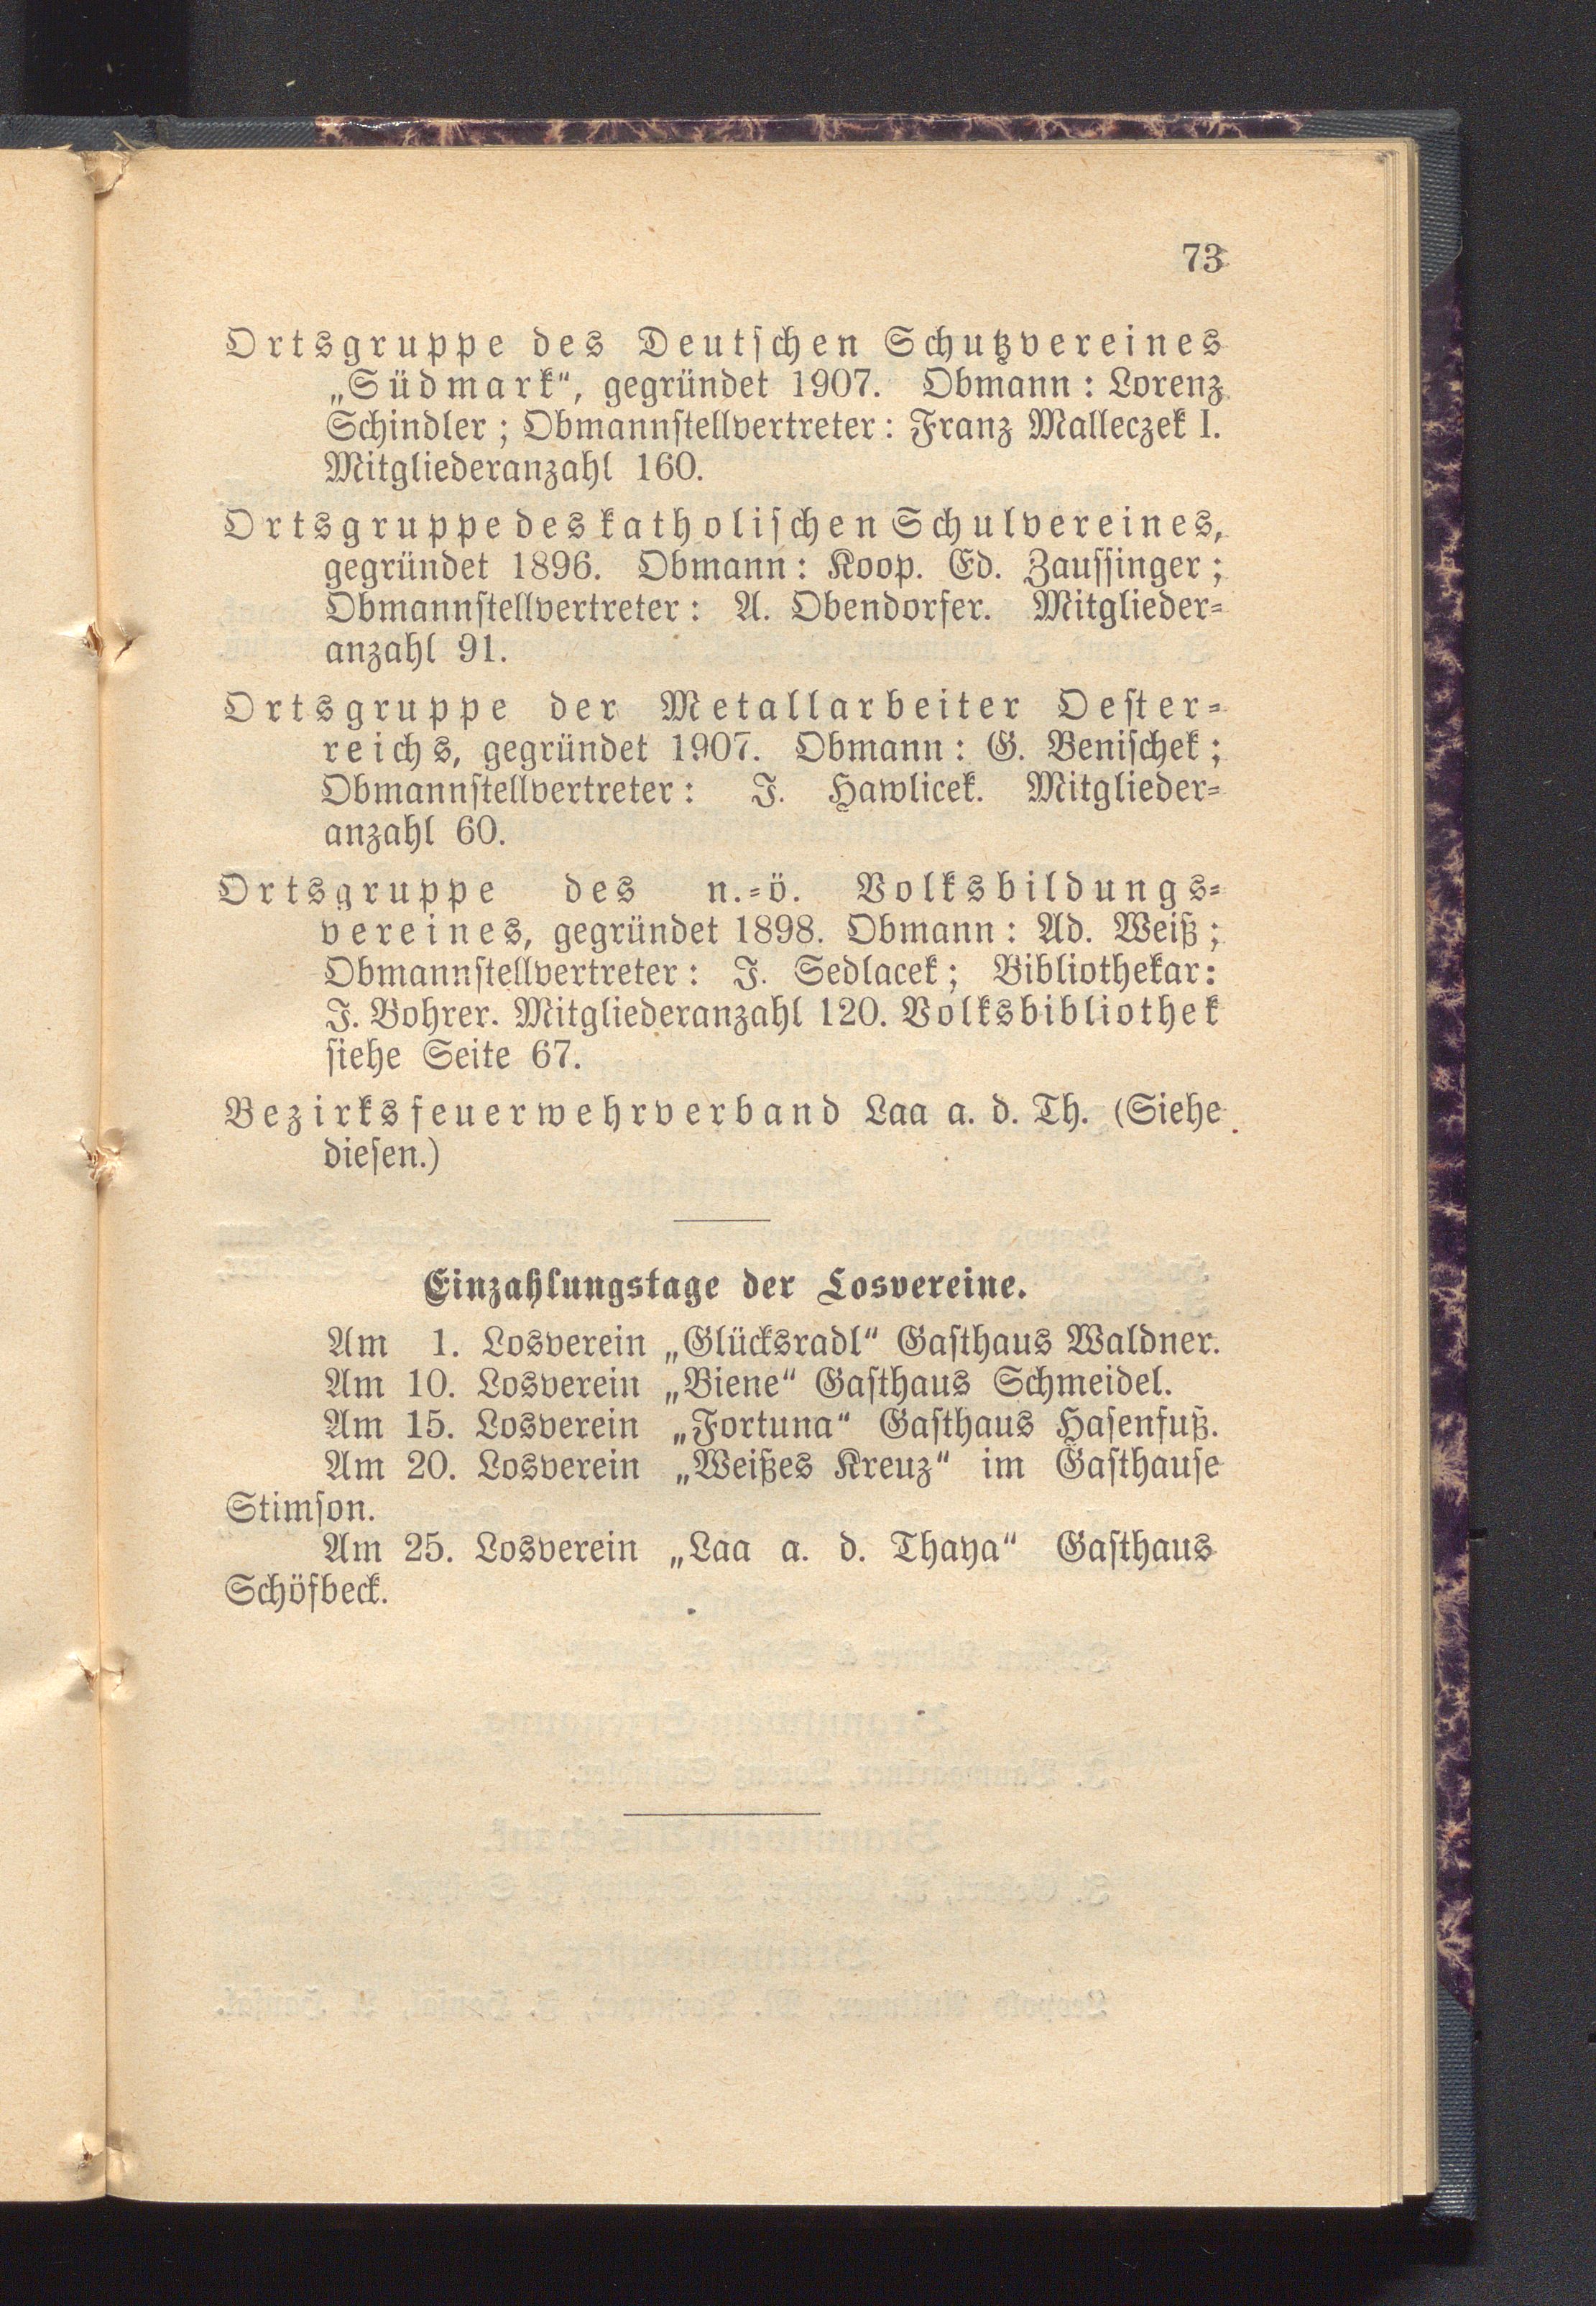 73
Ortsgruppe des Deutschen Schutzvereines
„Südmark“, gegründet 1907. Obmann: Lorenz
Schindler; Obmannstellvertreter: Franz Malleczek I.
Mitgliederanzahl 160.
Ortsgruppe des katholischen Schulvereines,
gegründet 1896. Obmann: Koop. Ed. Zaussinger;
Obmannstellvertreter: A. Obendorfer. Mitglieder-
anzahl 91.
Ortsgruppe der Metallarbeiter Oester-
reichs, gegründet 1907. Obmann: G. Benischek;
Obmannstellvertreter: J. Hawlicek. Mitglieder-
anzahl 60.
Ortsgruppe des n.-ö. Volksbildungs-
vereines, gegründet 1898. Obmann: Ad. Weiß;
Obmannstellvertreter: J. Sedlacek; Bibliothekar:
J. Bohrer. Mitgliederanzahl 120. Volksbibliothek
siehe Seite 67.
Bezirksfeuerwehrverband Laa a. d. Th. (Siehe
diesen.)
Einzahlungstage der Losvereine.
Am 1. Losverein „Glücksradl“ Gasthaus Waldner.
Am 10. Losverein „Biene“ Gasthaus Schmeidel.
Am 15. Losverein „Fortuna“ Gasthaus Hasenfuß.
Am 20. Losverein „Weißes Kreuz“ im Gasthause
Stimson.
Am 25. Losverein „Laa a. d. Thaya“ Gasthaus
Schöfbeck.